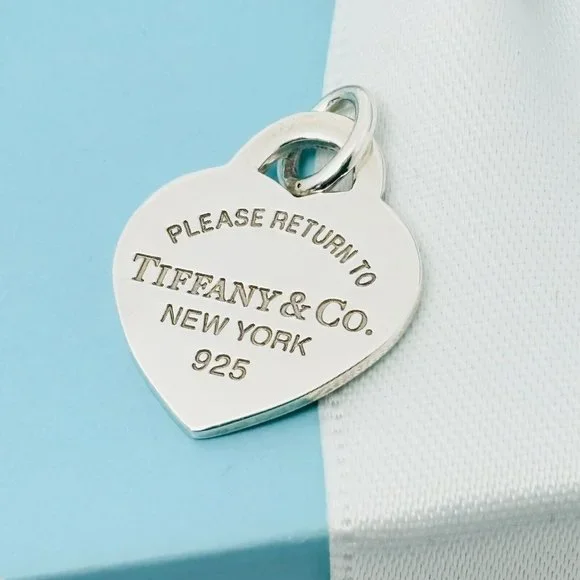 PLEASE RETURN TO
TIFFANY & CO.
NEW YORK
925